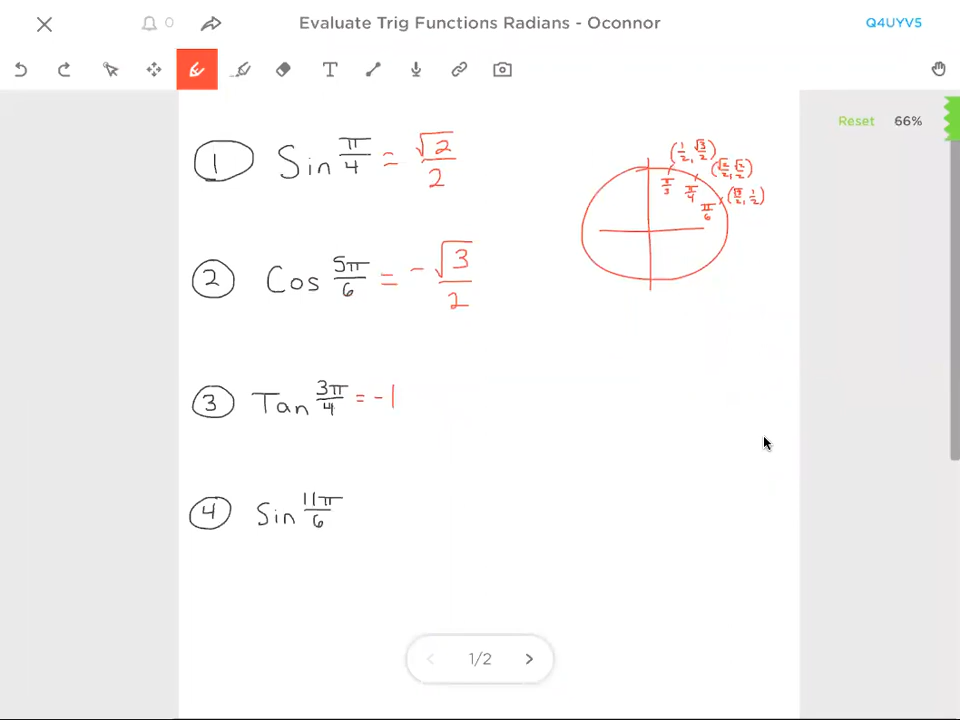 0 Evaluate Trig Functions Radians - Oconnor Q4UYV5
T
Reset 66%
1 Sin π/4 = √2/2
(1/2, √3/2)
(√2/2, √2/2)
(√3/2, 1/2)
π/3 π/4 π/6
2 Cos 5π/6 = -√3/2
3 Tan 3π/4 = -1
4 Sin 11π/6
1/2